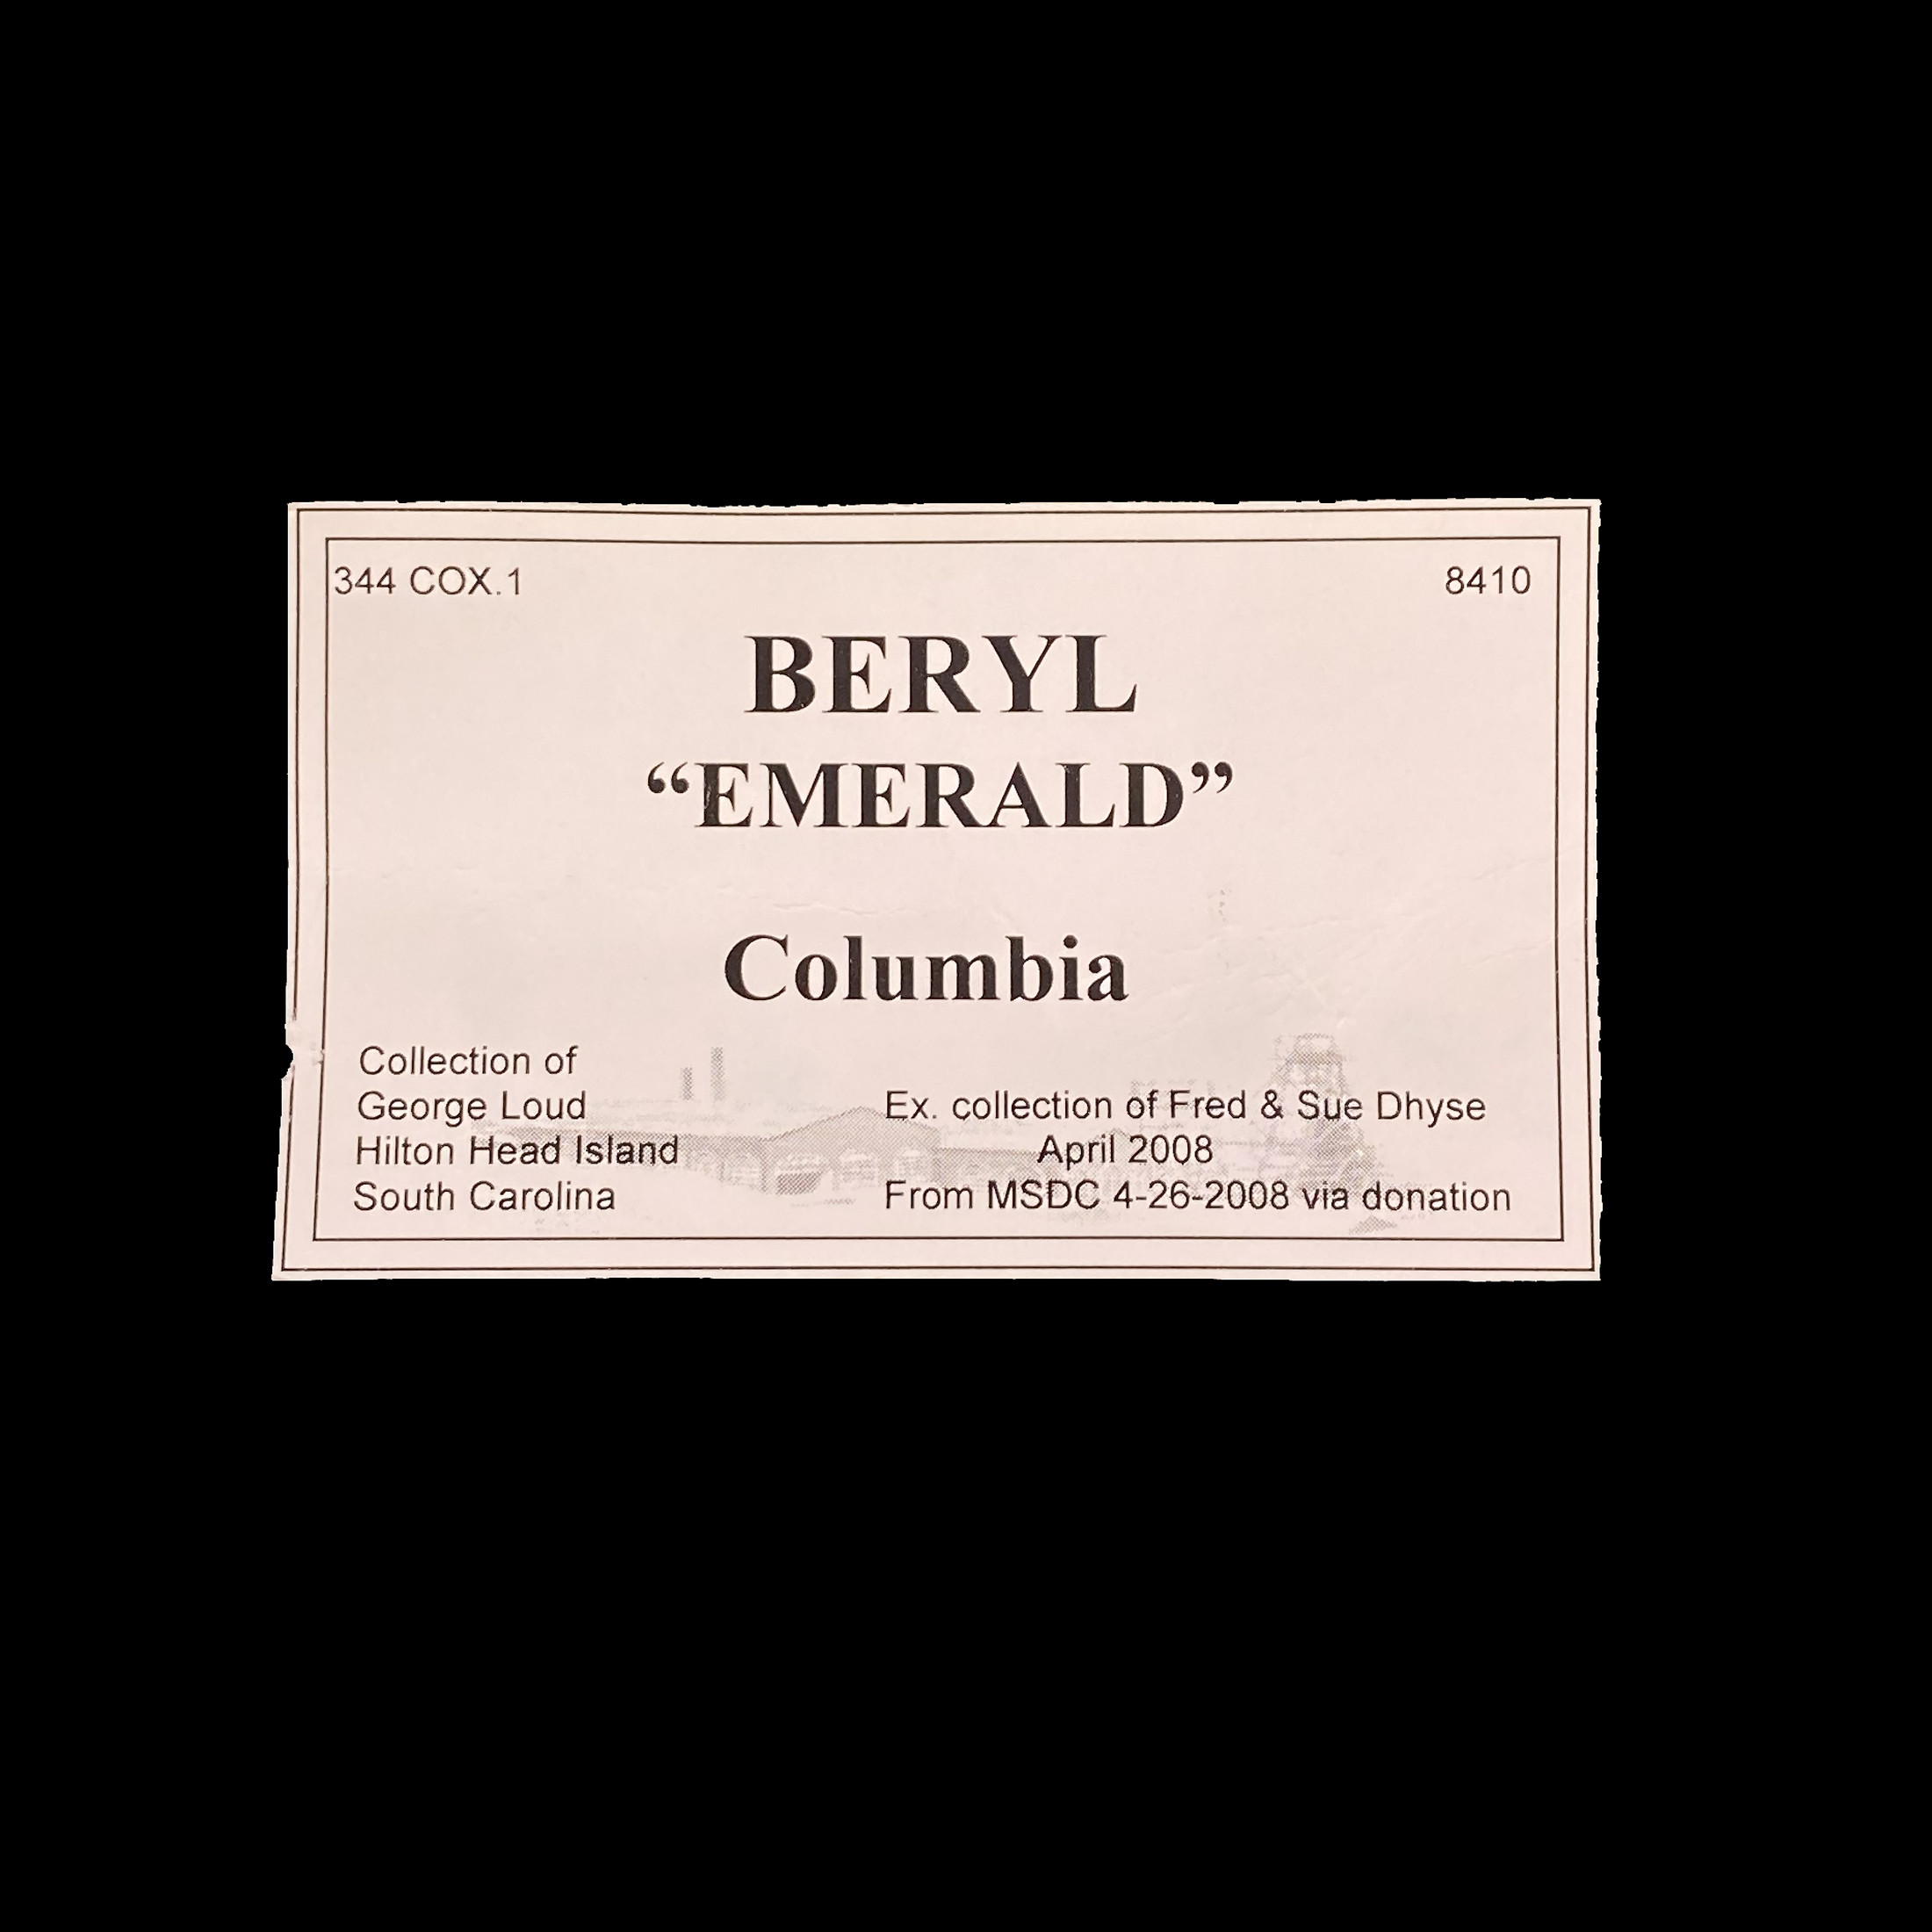 344 COX.1 8410
BERYL
“EMERALD”
Columbia
Collection of
George Loud
Hilton Head Island
South Carolina
Ex. collection of Fred & Sue Dhyse
April 2008
From MSDC 4-26-2008 via donation